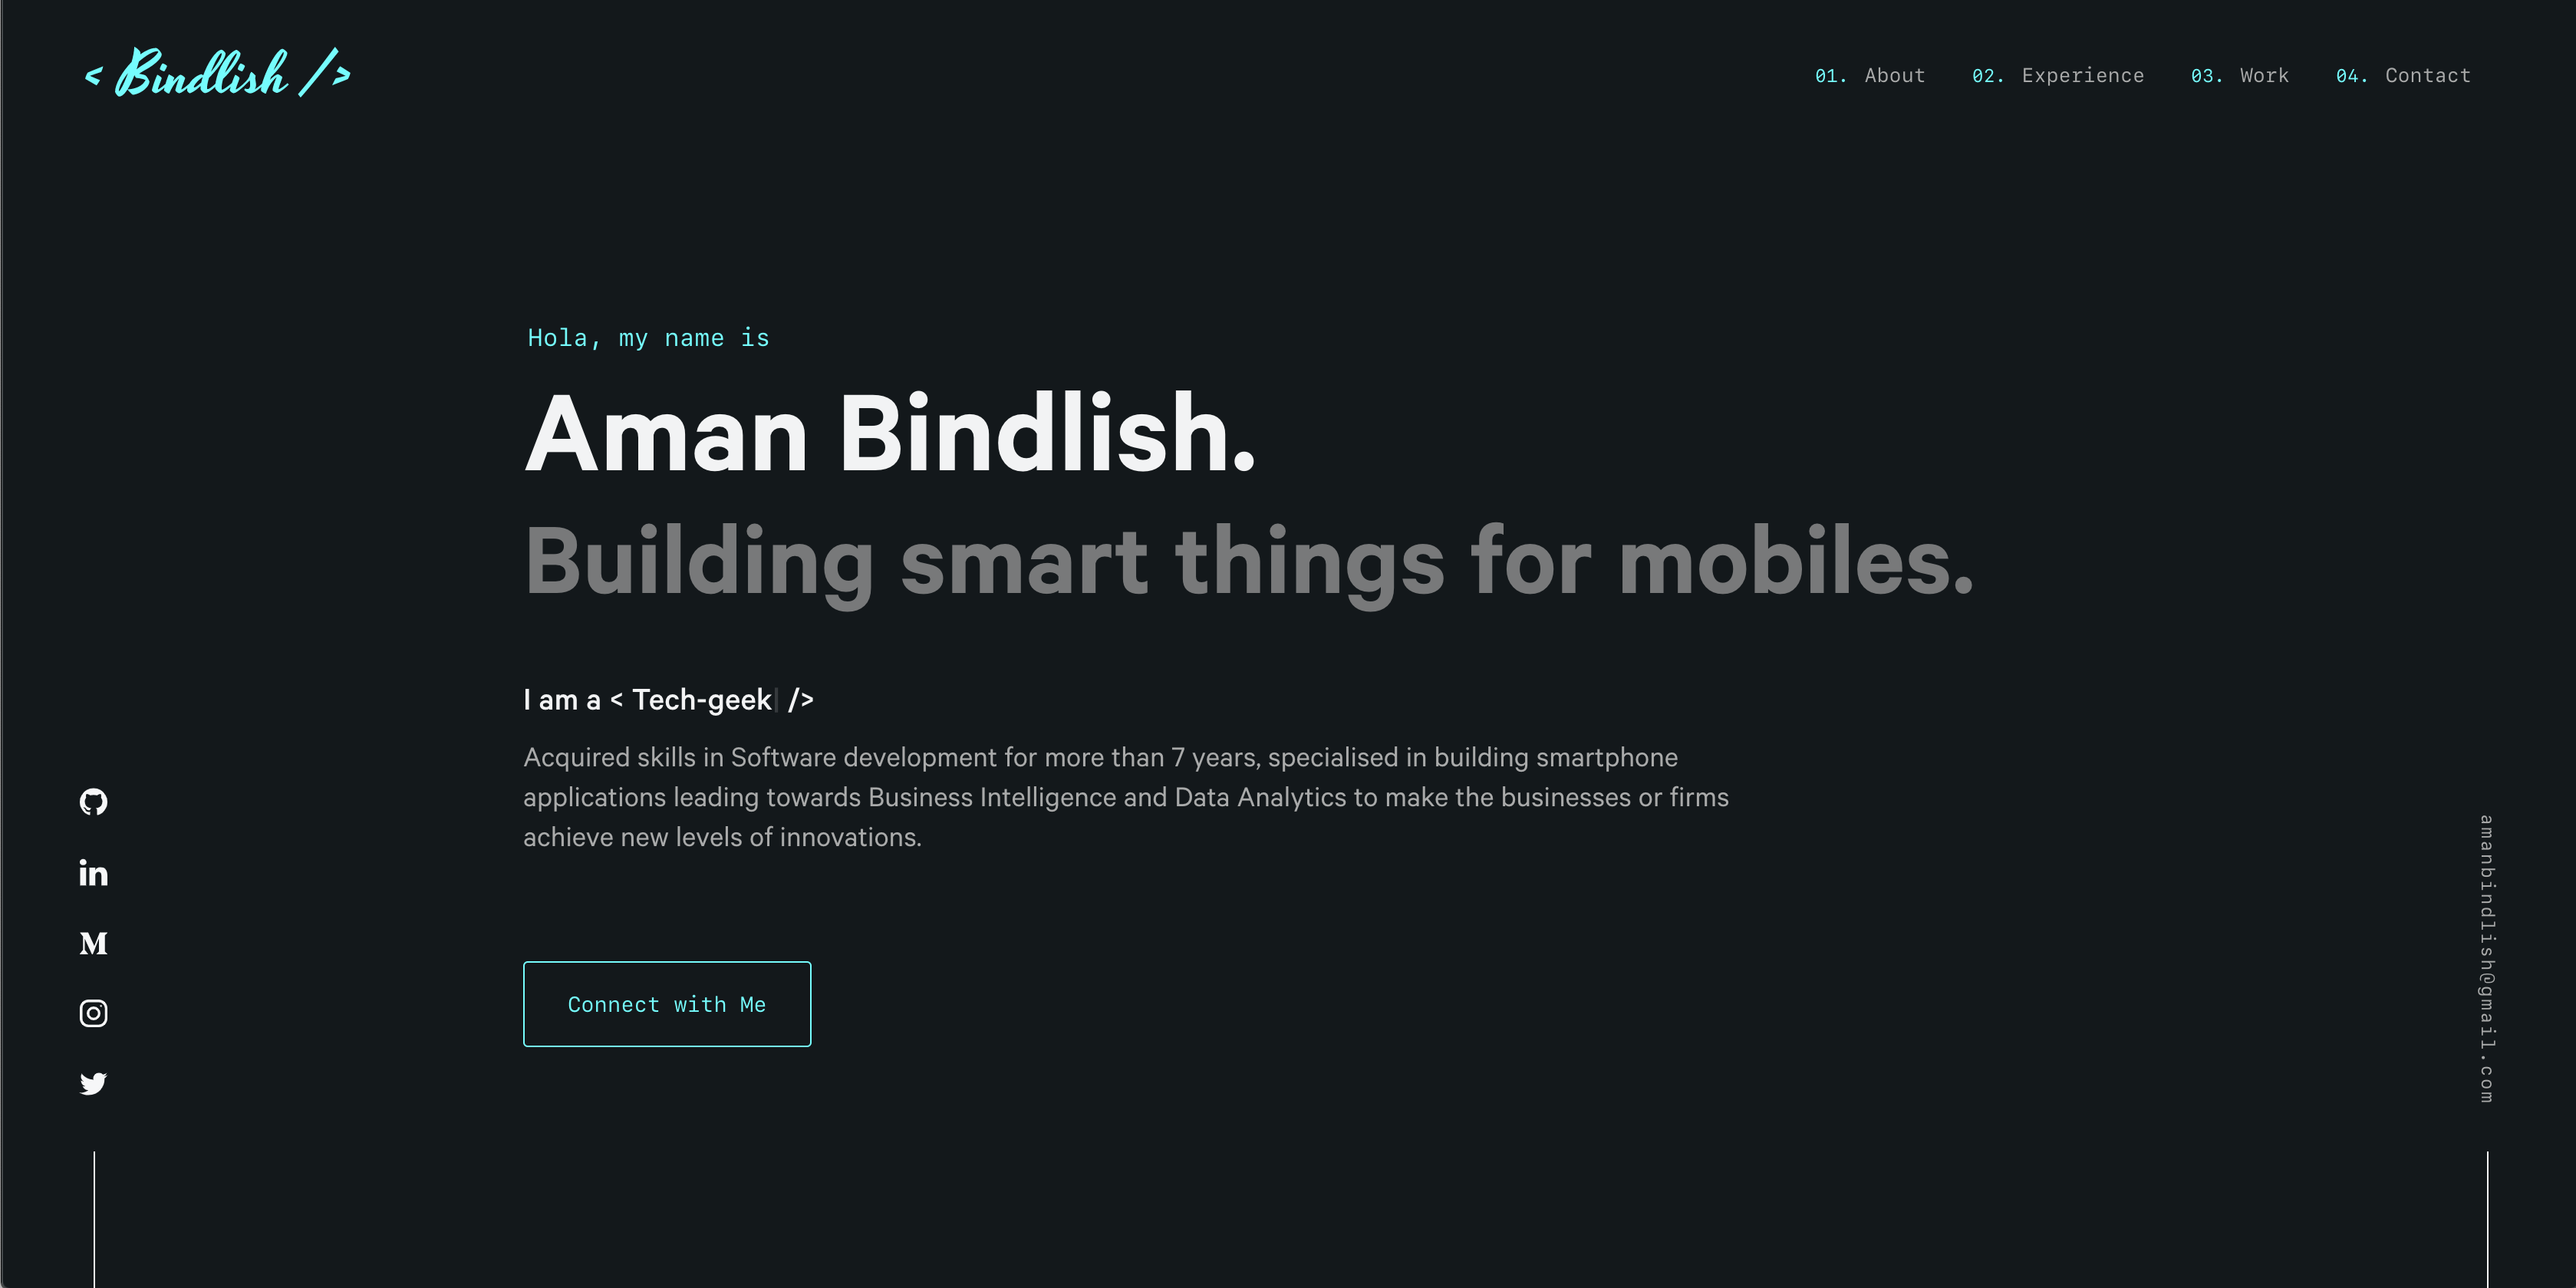 < Bindlish />
01. About 02. Experience 03. Work 04. Contact
Hola, my name is
Aman Bindlish.
Building smart things for mobiles.
I am a < Tech-geek| />
Acquired skills in Software development for more than 7 years, specialised in building smartphone
applications leading towards Business Intelligence and Data Analytics to make the businesses or firms
achieve new levels of innovations.
Connect with Me
amanbindlish@gmail.com